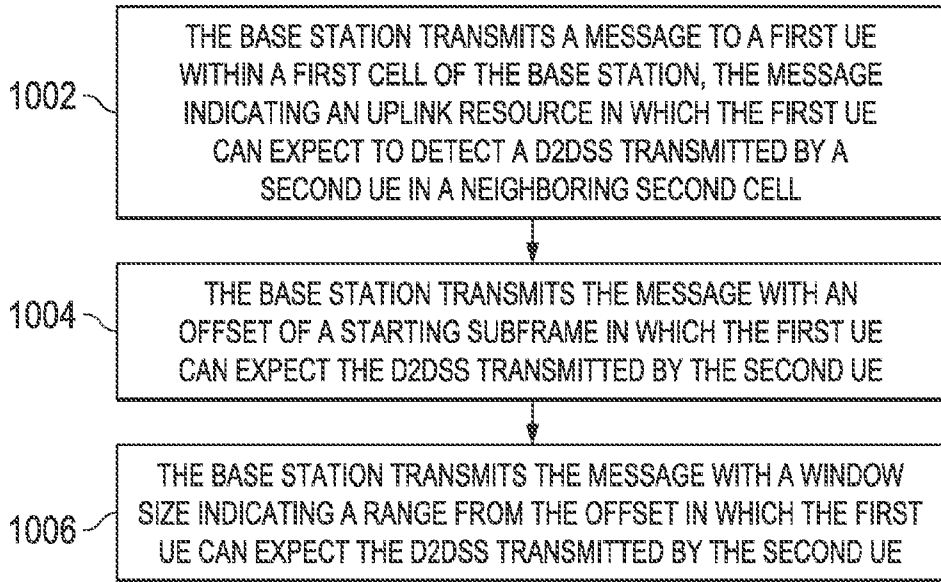 THE BASE STATION TRANSMITS A MESSAGE TO A FIRST UE
WITHIN A FIRST CELL OF THE BASE STATION, THE MESSAGE
1002
INDICATING AN UPLINK RESOURCE IN WHICH THE FIRST UE
CAN EXPECT TO DETECT A D2DSS TRANSMITTED BY A
SECOND UE IN A NEIGHBORING SECOND CELL
THE BASE STATION TRANSMITS THE MESSAGE WITH AN
1004
OFFSET OF A STARTING SUBFRAME IN WHICH THE FIRST UE
CAN EXPECT THE D2DSS TRANSMITTED BY THE SECOND UE
THE BASE STATION TRANSMITS THE MESSAGE WITH A WINDOW
1006
SIZE INDICATING A RANGE FROM THE OFFSET IN WHICH THE FIRST
UE CAN EXPECT THE D2DSS TRANSMITTED BY THE SECOND UE